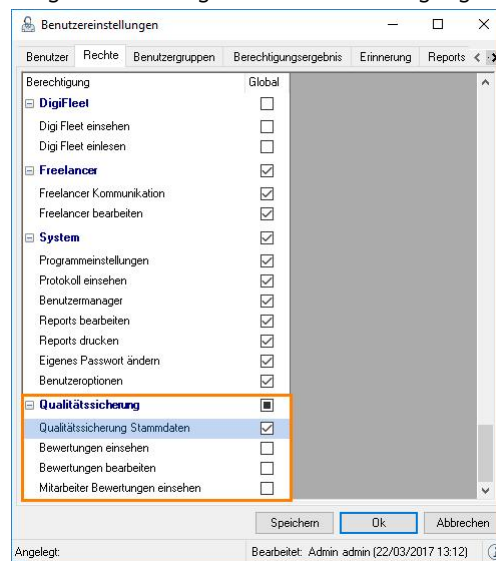 Benutzereinstellungen
Benutzer Rechte Benutzergruppen Berechtigungsergebnis Erinnerung Reports
Berechtigung Global
DigiFleet
Digi Fleet einsehen
Digi Fleet einlesen
Freelancer
Freelancer Kommunikation
Freelancer bearbeiten
System
Programmeinstellungen
Protokoll einsehen
Benutzermanager
Reports bearbeiten
Reports drucken
Eigenes Passwort ändern
Benutzeroptionen
Qualitätssicherung
Qualitätssicherung Stammdaten
Bewertungen einsehen
Bewertungen bearbeiten
Mitarbeiter Bewertungen einsehen
Speichern Ok Abbrechen
Angelegt: Bearbeitet: Admin admin (22/03/2017 13:12)